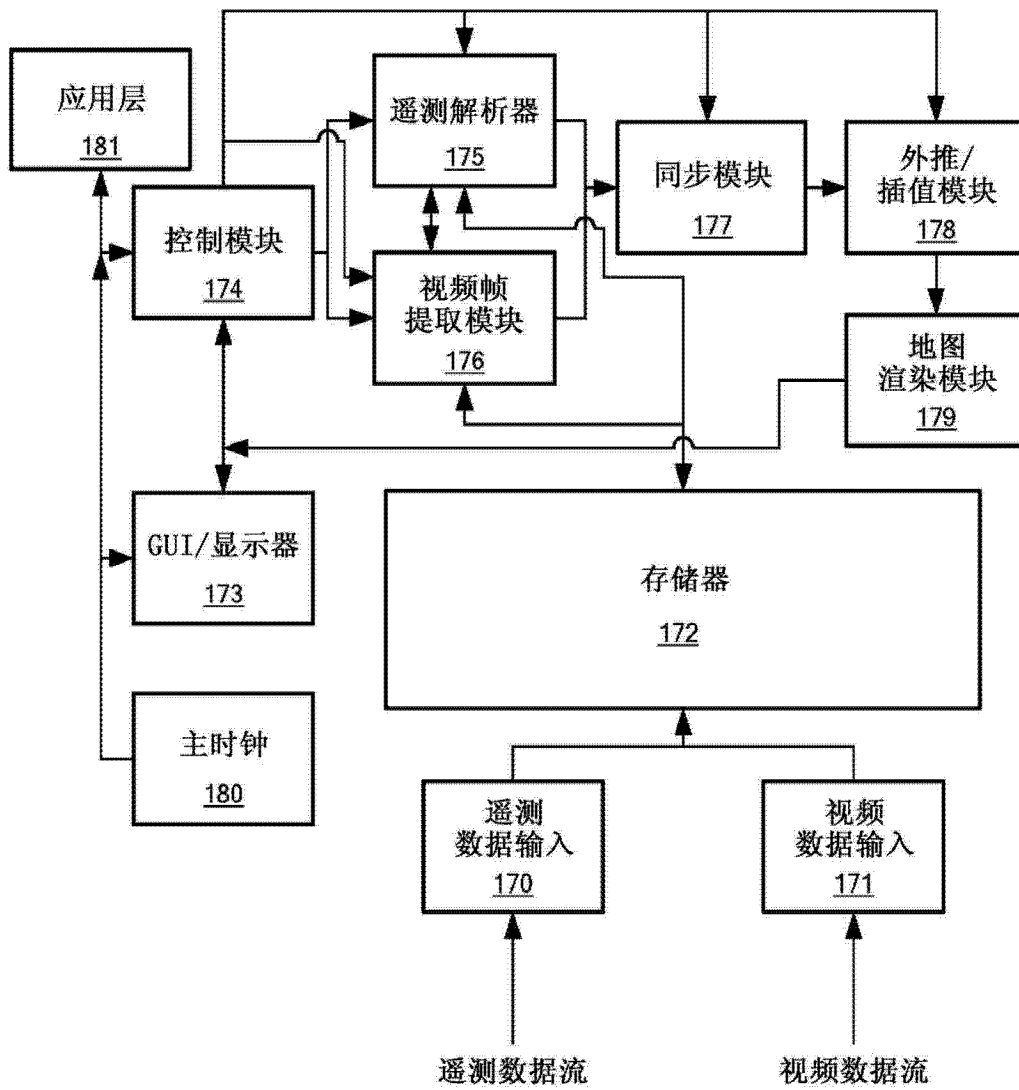 应用层
181
遥测解析器
175
同步模块
177
外推/
插值模块
178
控制模块
174
视频帧
提取模块
176
地图
渲染模块
179
GUI/显示器
173
存储器
172
主时钟
180
遥测
数据输入
170
视频
数据输入
171
遥测数据流
视频数据流